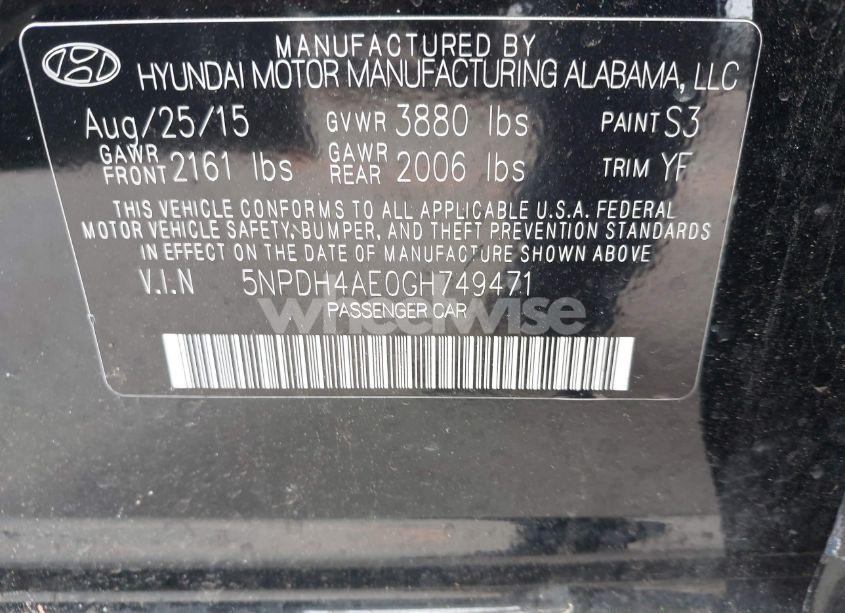 MANUFACTURED BY
HYUNDAI MOTOR MANUFACTURING ALABAMA, LLC
Aug/25/15 GVWR 3880 lbs PAINT S3
GAWR FRONT 2161 lbs GAWR REAR 2006 lbs TRIM YF
THIS VEHICLE CONFORMS TO ALL APPLICABLE U.S.A. FEDERAL
MOTOR VEHICLE SAFETY, BUMPER, AND THEFT PREVENTION STANDARDS
IN EFFECT ON THE DATE OF MANUFACTURE SHOWN ABOVE
V.I.N 5NPDH4AE0GH749471
PASSENGER CAR
wheelwise